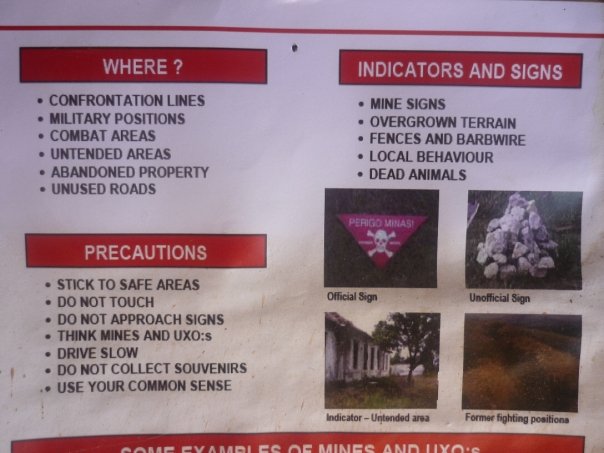 WHERE ?
• CONFRONTATION LINES
• MILITARY POSITIONS
• COMBAT AREAS
• UNTENDED AREAS
• ABANDONED PROPERTY
• UNUSED ROADS
PRECAUTIONS
• STICK TO SAFE AREAS
• DO NOT TOUCH
• DO NOT APPROACH SIGNS
• THINK MINES AND UXO:s
• DRIVE SLOW
• DO NOT COLLECT SOUVENIRS
• USE YOUR COMMON SENSE
INDICATORS AND SIGNS
• MINE SIGNS
• OVERGROWN TERRAIN
• FENCES AND BARBWIRE
• LOCAL BEHAVIOUR
• DEAD ANIMALS
PERIGO MINAS!
Official Sign
Unofficial Sign
Indicator – Untended area
Former fighting positions
SOME EXAMPLES OF MINES AND UXO:s